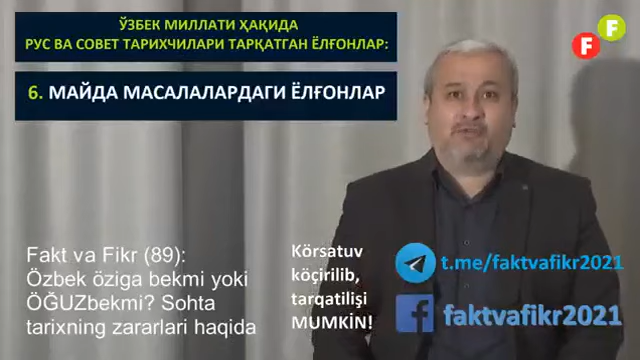 ЎЗБЕК МИЛЛАТИ ҲАҚИДА
РУС ВА СОВЕТ ТАРИХЧИЛАРИ ТАРҚАТГАН ЁЛҒОНЛАР:
F
F
6. МАЙДА МАСАЛАЛАРДАГИ ЁЛҒОНЛАР
Fakt va Fikr (89):
Özbek öziga bekmi yoki
ÖĞUZbekmi? Sohta
tarixning zararlari haqida
Körsatuv
köçirilib,
tarqatilişi
MUMKİN!
t.me/faktvafikr2021
f faktvafikr2021